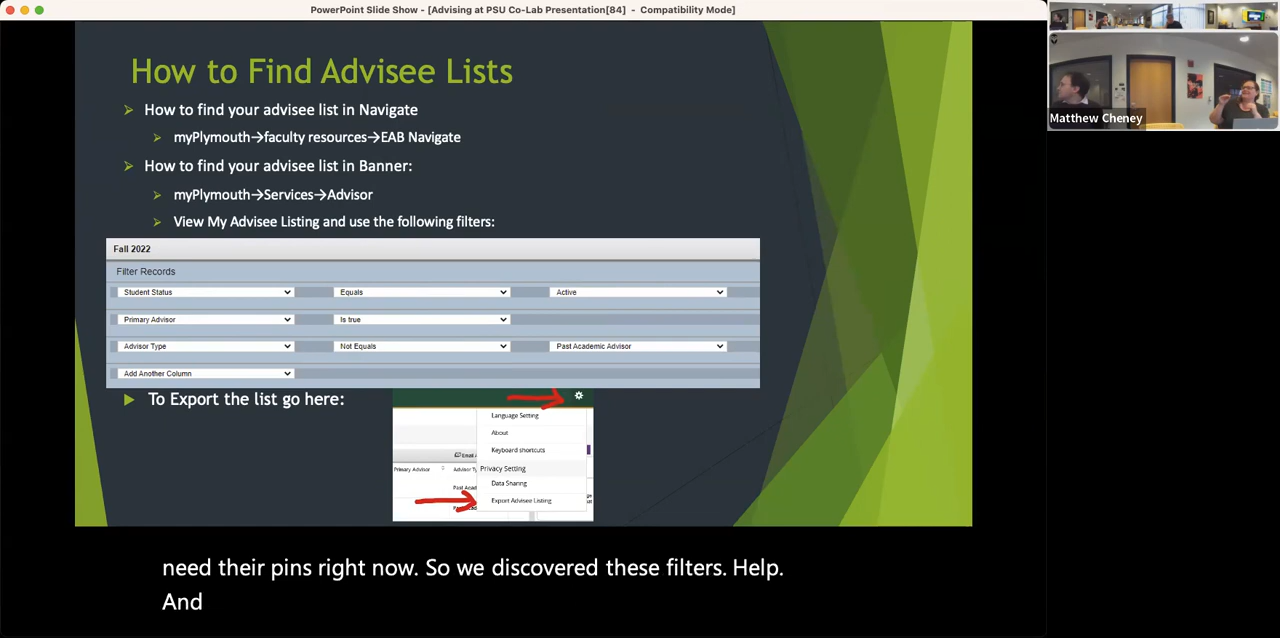 PowerPoint Slide Show - [Advising at PSU Co-Lab Presentation[84] - Compatibility Mode]
How to Find Advisee Lists
How to find your advisee list in Navigate
myPlymouth→faculty resources→EAB Navigate
How to find your advisee list in Banner:
myPlymouth→Services→Advisor
View My Advisee Listing and use the following filters:
Fall 2022
Filter Records
Student Status Equals Active
Primary Advisor Is true
Advisor Type Not Equals Past Academic Advisor
Add Another Column
To Export the list go here:
Language Setting
About
Keyboard shortcuts
Email
Primary Advisor Advisor Ty Privacy Setting
Data Sharing
Past Acad
Export Advisee Listing
need their pins right now. So we discovered these filters. Help.
And
Matthew Cheney